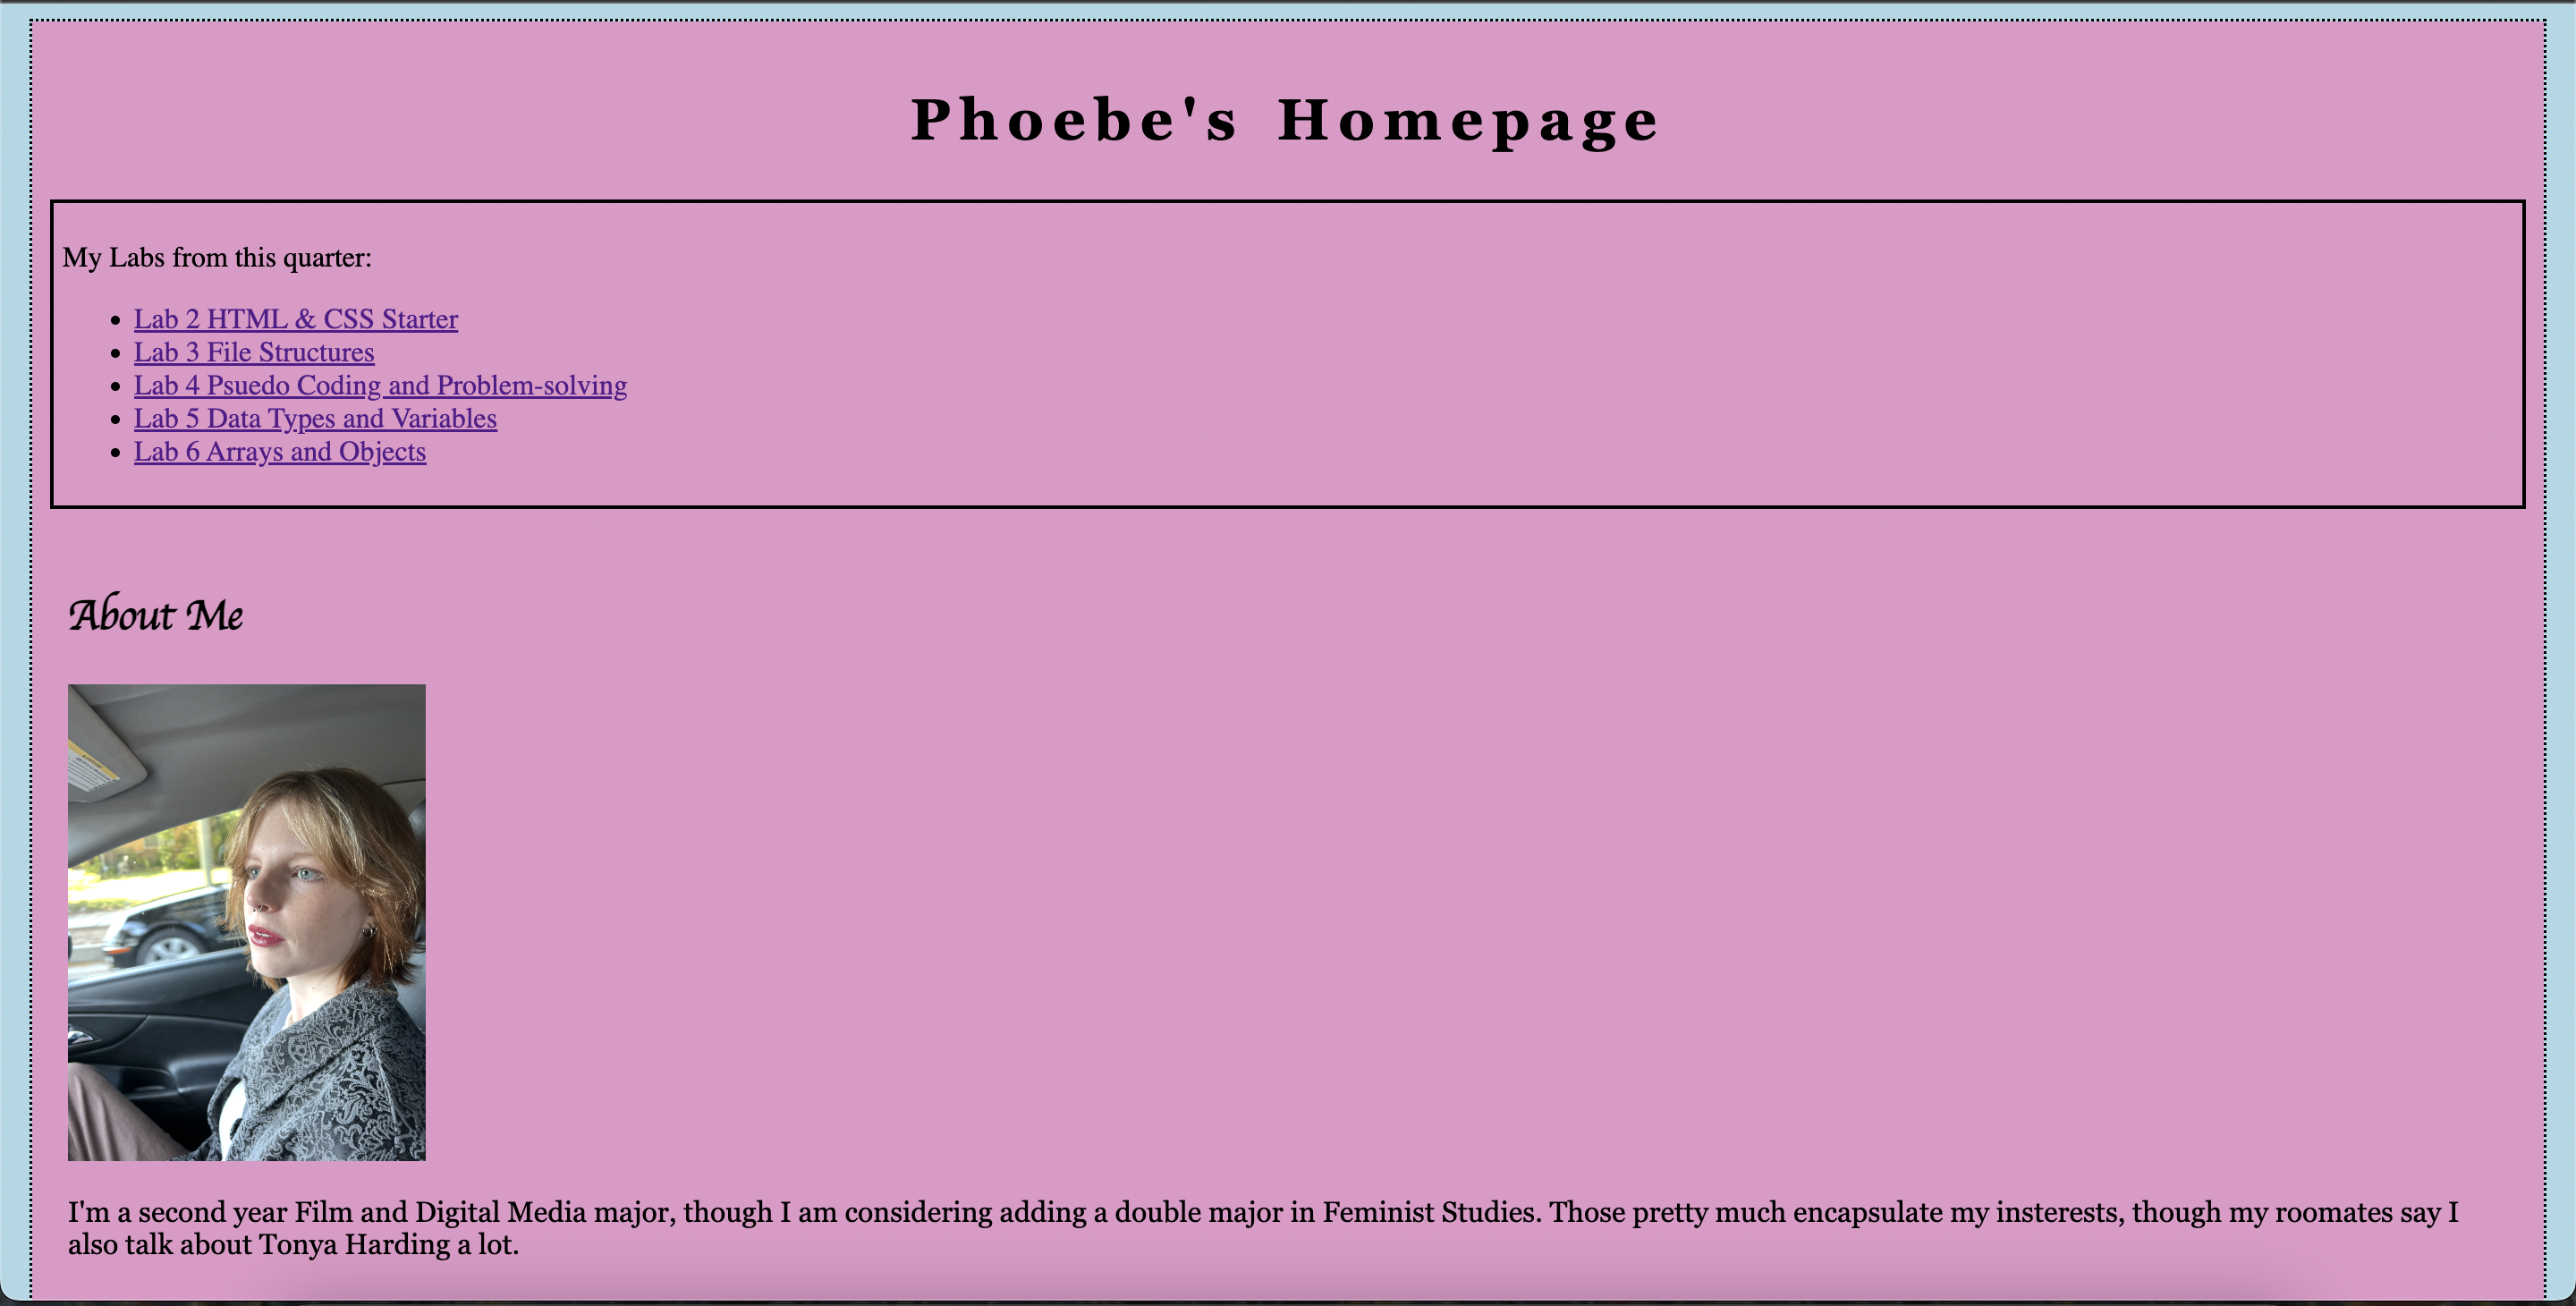 Phoebe's Homepage
My Labs from this quarter:
Lab 2 HTML & CSS Starter
Lab 3 File Structures
Lab 4 Psuedo Coding and Problem-solving
Lab 5 Data Types and Variables
Lab 6 Arrays and Objects
About Me
I'm a second year Film and Digital Media major, though I am considering adding a double major in Feminist Studies. Those pretty much encapsulate my insterests, though my roomates say I
also talk about Tonya Harding a lot.